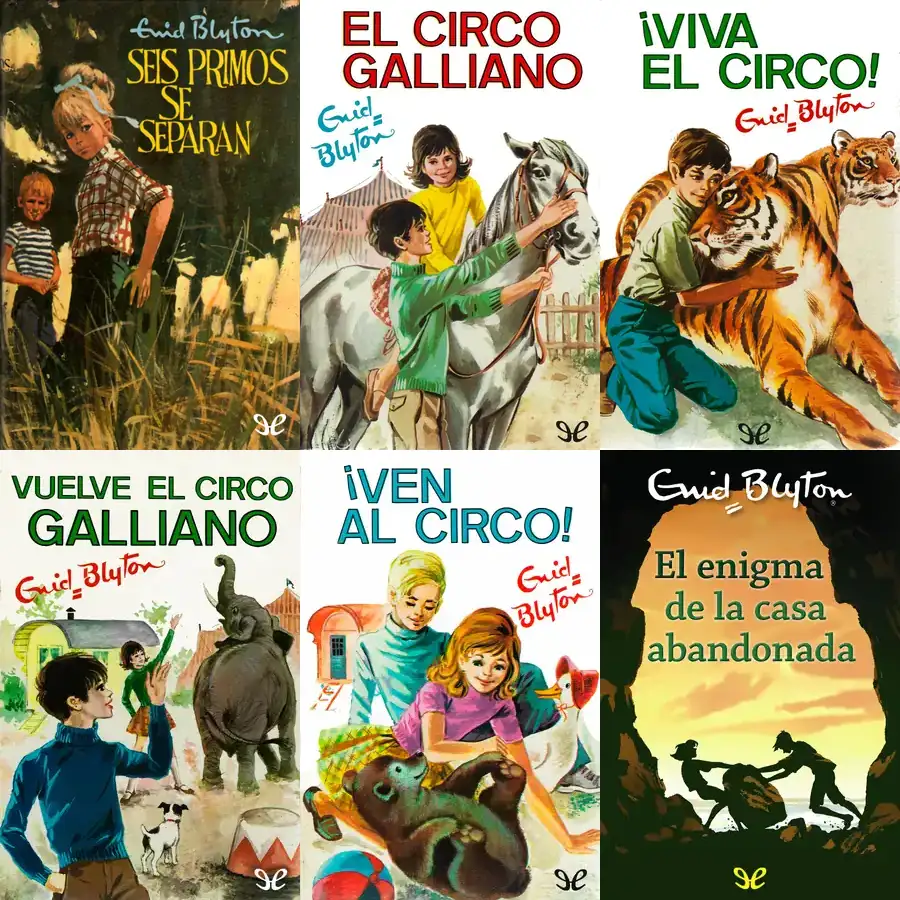 Enid Blyton
SEIS PRIMOS
SE
SEPARAN
EL CIRCO
GALLIANO
Enid
Blyton
¡VIVA
EL CIRCO!
Enid Blyton
VUELVE EL CIRCO
GALLIANO
Enid Blyton
¡VEN
AL CIRCO!
Enid
Blyton
Enid Blyton
El enigma
de la casa
abandonada